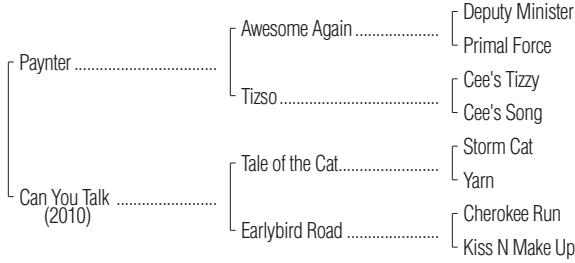 Deputy Minister
Awesome Again ...................
Primal Force
Paynter .................................
Cee's Tizzy
Tizso .....................................
Cee's Song
Storm Cat
Tale of the Cat.......................
Yarn
Can You Talk .......................
(2010)
Cherokee Run
Earlybird Road .....................
Kiss N Make Up